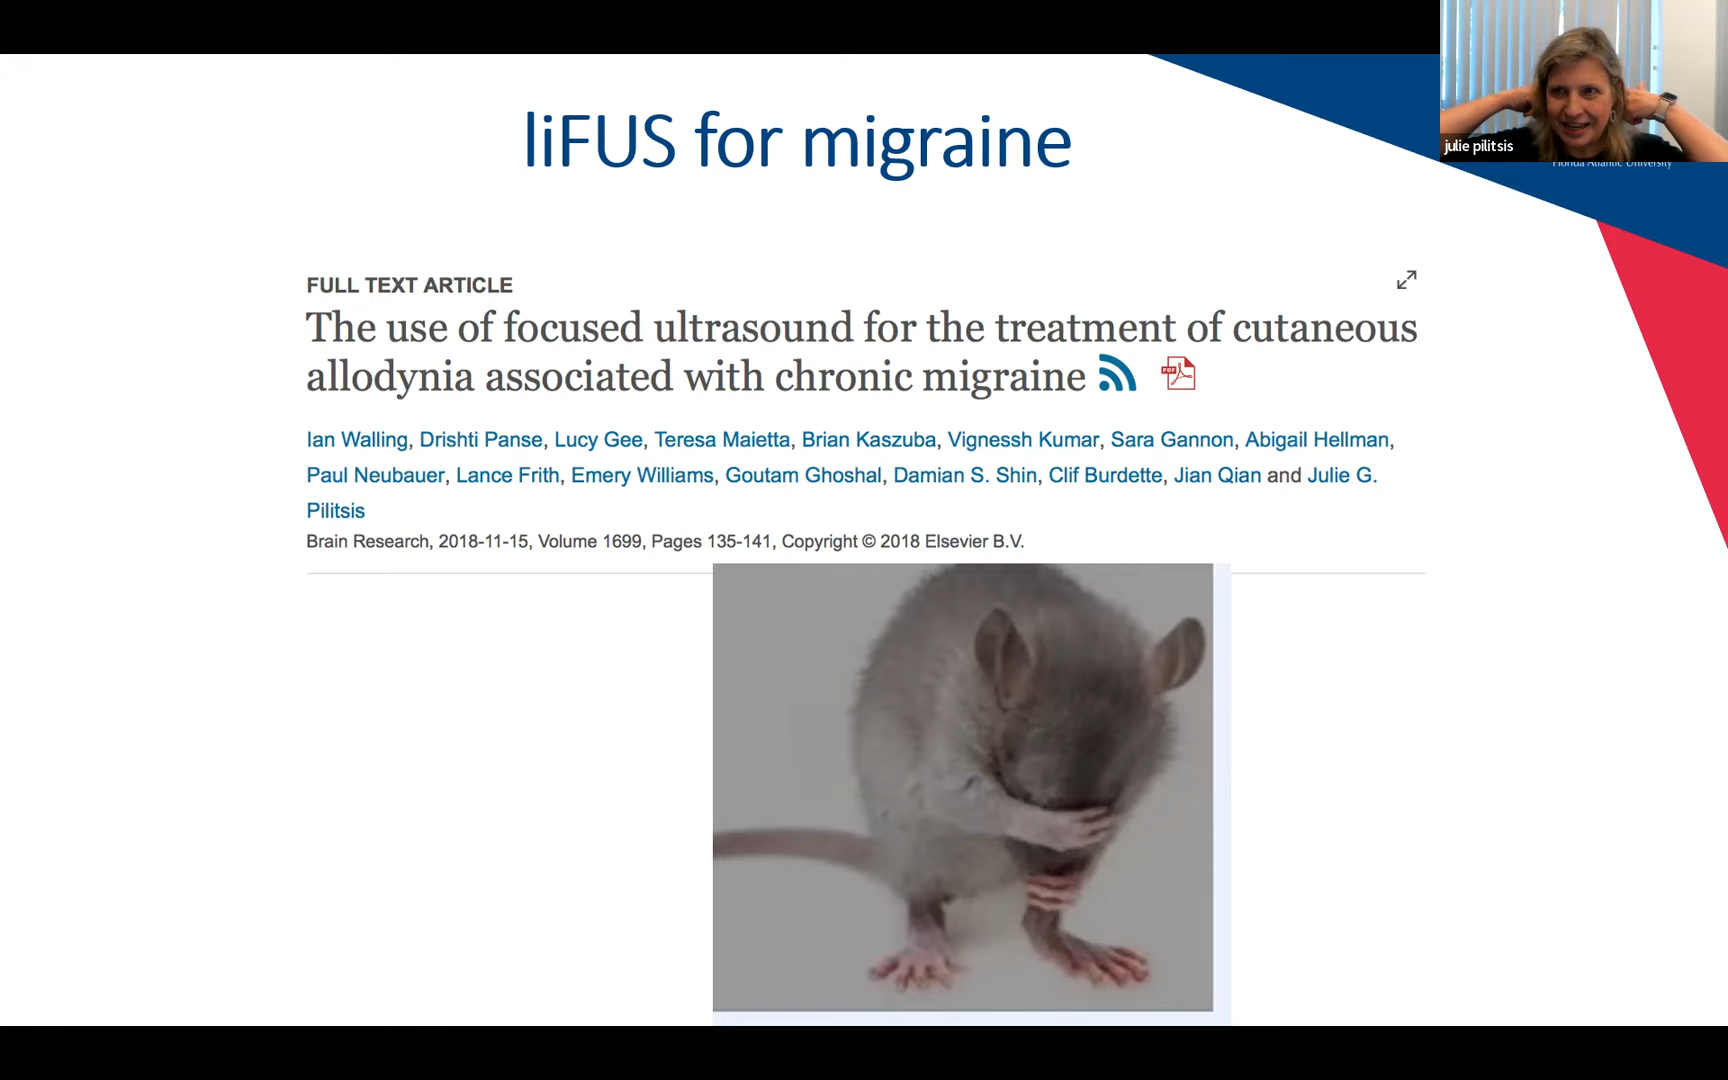 liFUS for migraine
julie pilitsis
Florida Atlantic University
FULL TEXT ARTICLE
The use of focused ultrasound for the treatment of cutaneous
allodynia associated with chronic migraine
PDF
Ian Walling, Drishti Panse, Lucy Gee, Teresa Maietta, Brian Kaszuba, Vignessh Kumar, Sara Gannon, Abigail Hellman,
Paul Neubauer, Lance Frith, Emery Williams, Goutam Ghoshal, Damian S. Shin, Clif Burdette, Jian Qian and Julie G.
Pilitsis
Brain Research, 2018-11-15, Volume 1699, Pages 135-141, Copyright © 2018 Elsevier B.V.